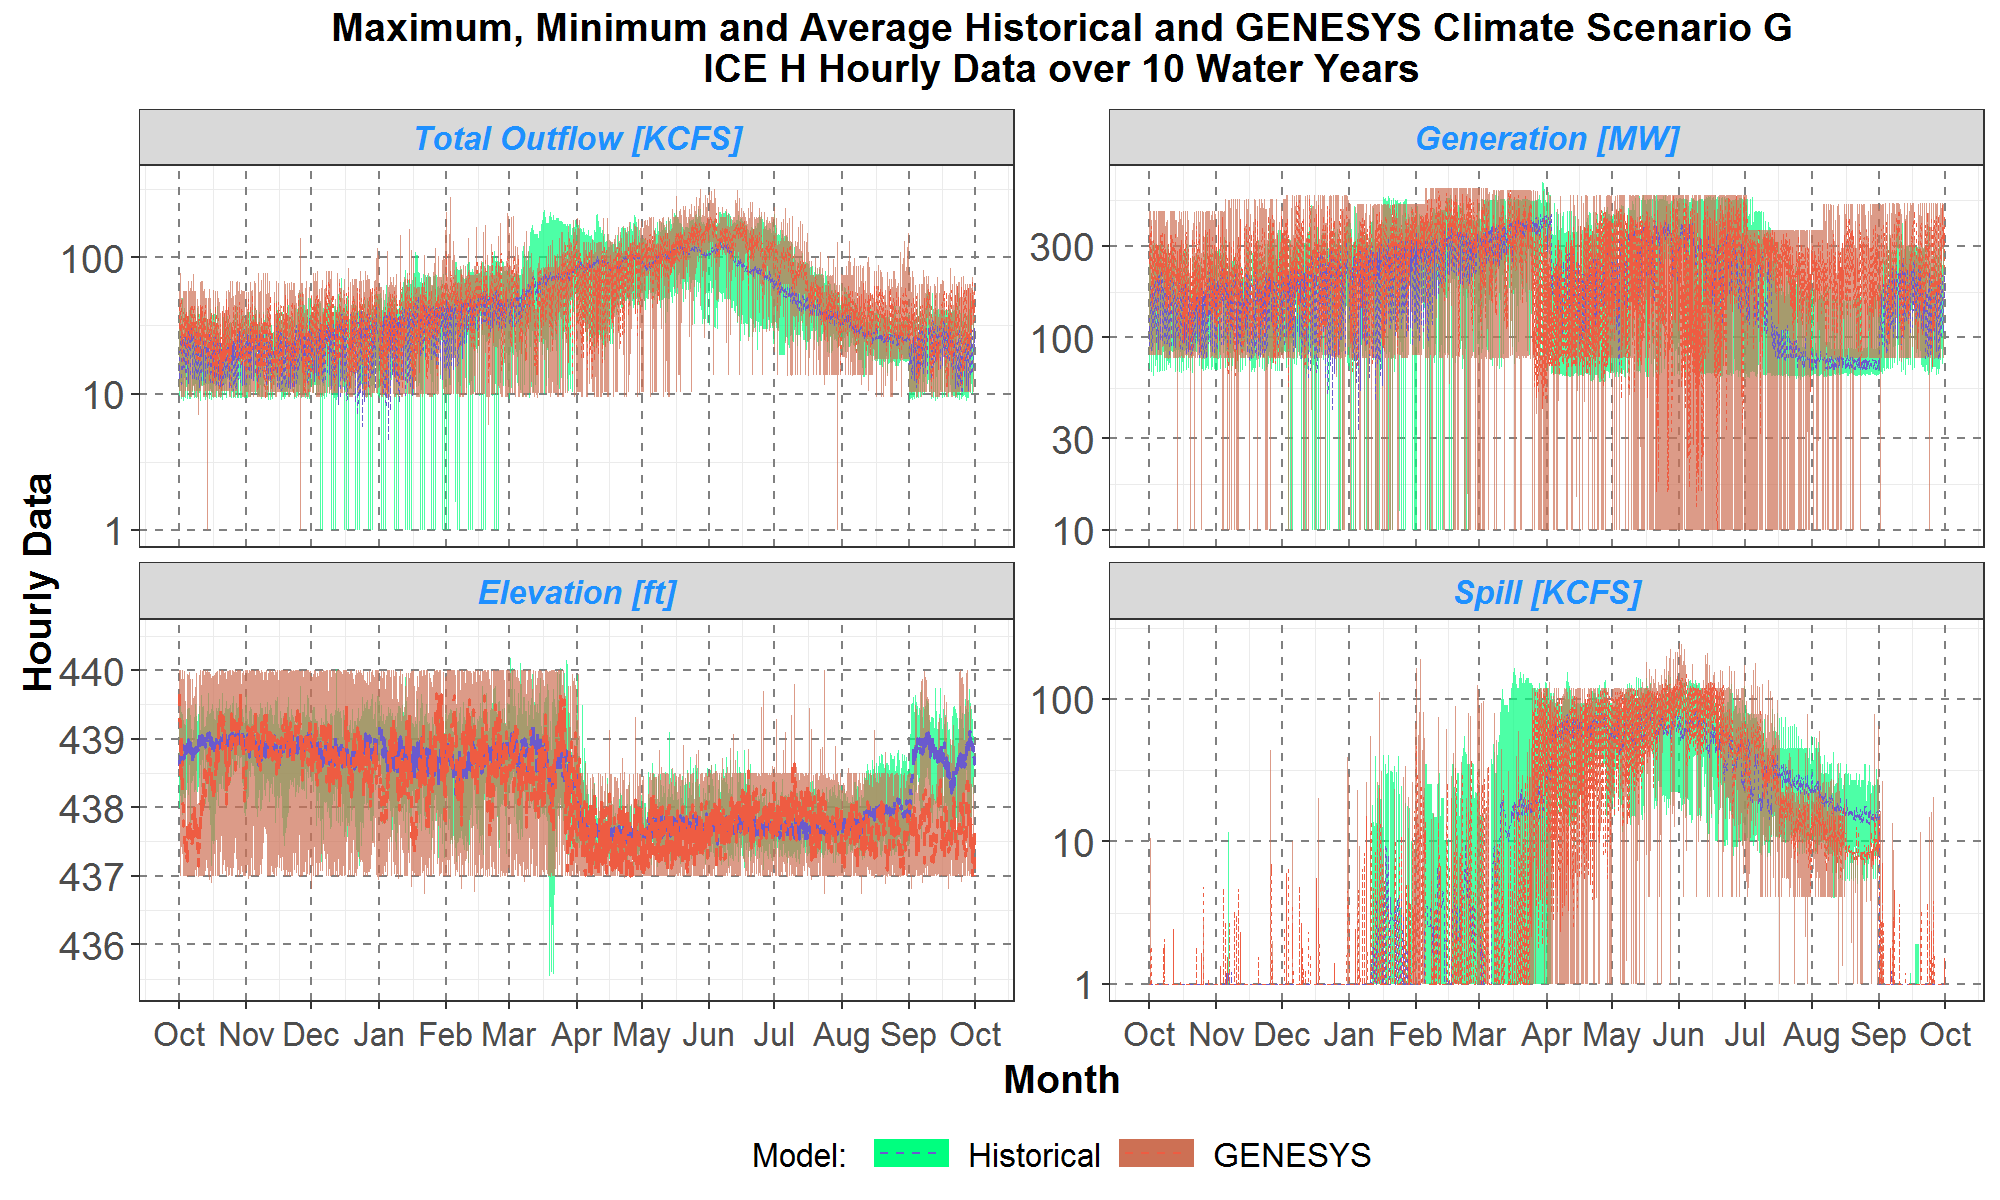 Maximum, Minimum and Average Historical and GENESYS Climate Scenario G
ICE H Hourly Data over 10 Water Years
Total Outflow [KCFS]
Generation [MW]
100
10
1
300
100
30
10
Elevation [ft]
Spill [KCFS]
440
439
438
437
436
100
10
1
Hourly Data
Oct Nov Dec Jan Feb Mar Apr May Jun Jul Aug Sep Oct
Oct Nov Dec Jan Feb Mar Apr May Jun Jul Aug Sep Oct
Month
Model: Historical GENESYS